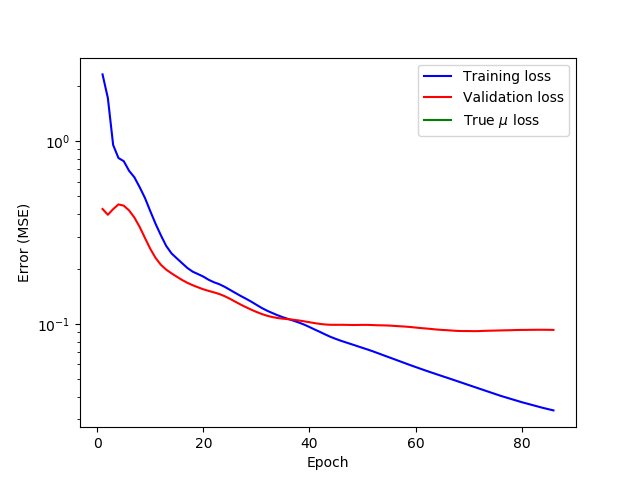 Training loss
Validation loss
True μ loss
10⁰
10⁻¹
Error (MSE)
0 20 40 60 80
Epoch